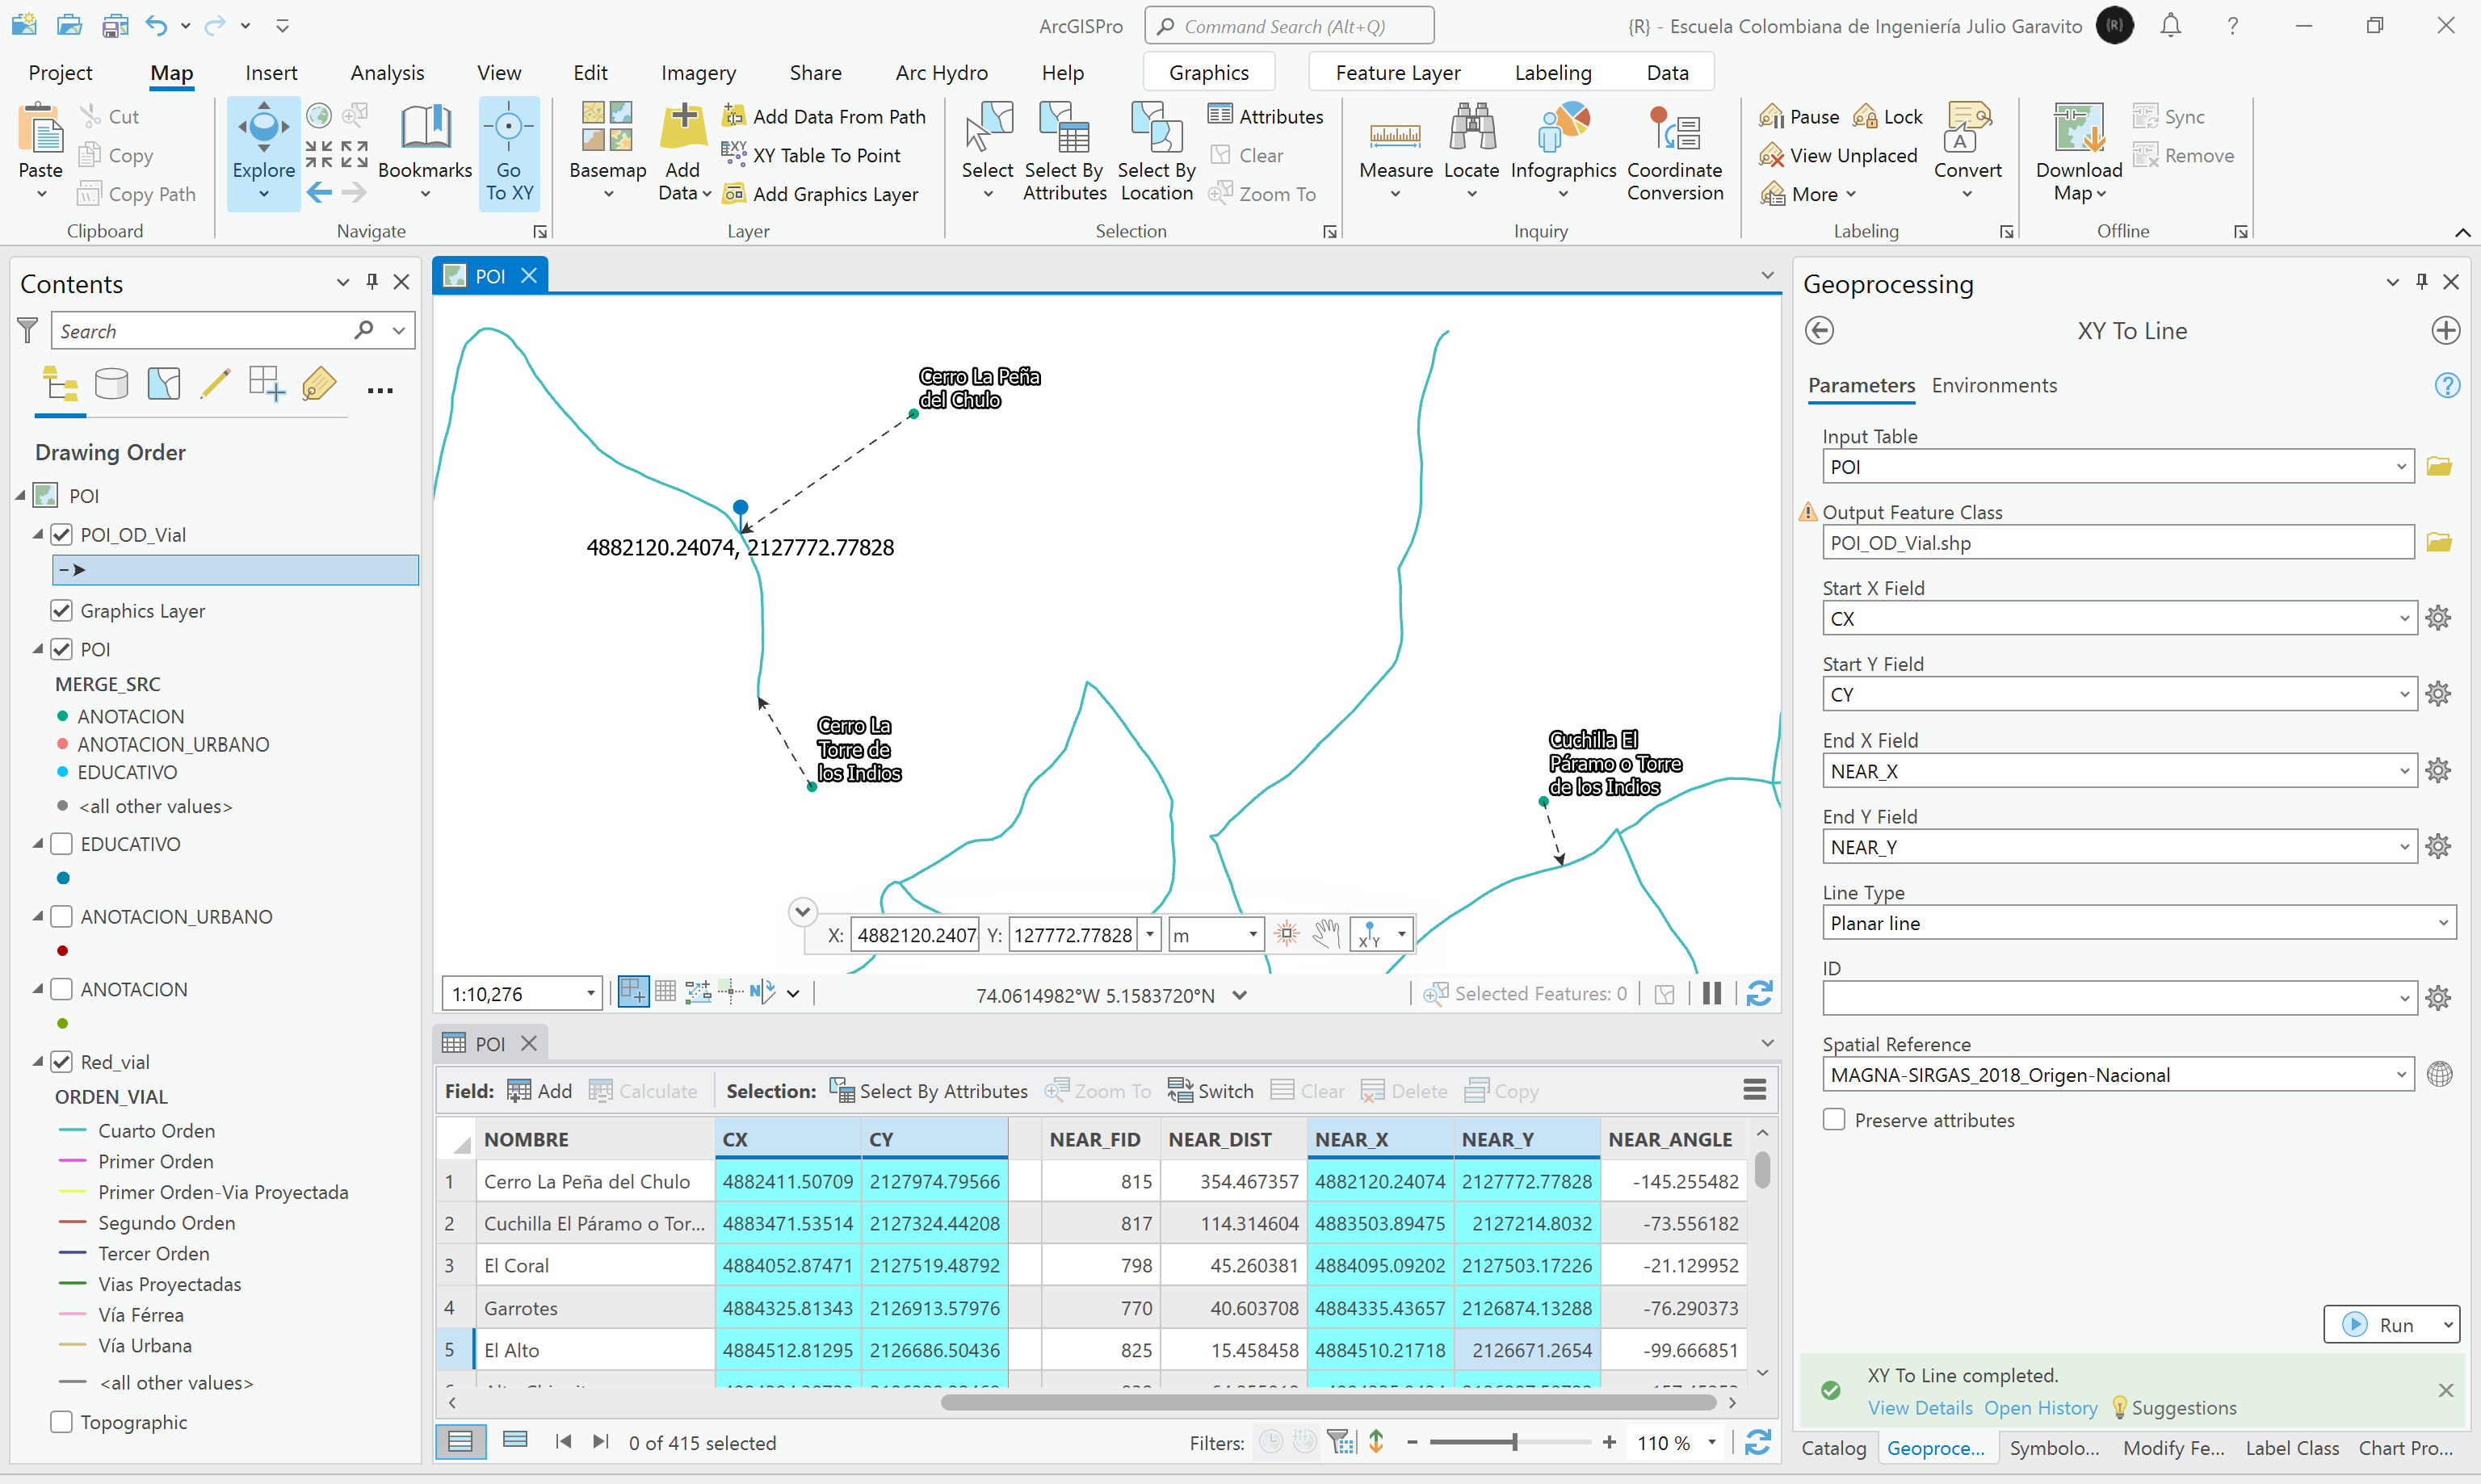 ArcGISPro
Command Search (Alt+Q)
{R} - Escuela Colombiana de Ingeniería Julio Garavito
{R}
Project Map Insert Analysis View Edit Imagery Share Arc Hydro Help Graphics Feature Layer Labeling Data
Paste
Cut
Copy
Copy Path
Clipboard
Explore
Bookmarks
Go
To XY
Navigate
Basemap
Add
Data
Add Data From Path
XY Table To Point
Add Graphics Layer
Layer
Select
Select By
Attributes
Select By
Location
Attributes
Clear
Zoom To
Selection
Measure
Locate
Infographics
Coordinate
Conversion
Inquiry
Pause
Lock
View Unplaced
More
Convert
Labeling
Download
Map
Sync
Remove
Offline
Contents
Search
Drawing Order
POI
POI_OD_Vial
Graphics Layer
POI
MERGE_SRC
ANOTACION
ANOTACION_URBANO
EDUCATIVO
<all other values>
EDUCATIVO
ANOTACION_URBANO
ANOTACION
Red_vial
ORDEN_VIAL
Cuarto Orden
Primer Orden
Primer Orden-Via Proyectada
Segundo Orden
Tercer Orden
Vias Proyectadas
Vía Férrea
Vía Urbana
<all other values>
Topographic
POI
Cerro La Peña
del Chulo
4882120.24074, 2127772.77828
Cerro La
Torre de
los Indios
Cuchilla El
Páramo o Torre
de los Indios
X: 4882120.2407 Y: 127772.77828 m
1:10,276
74.0614982°W 5.1583720°N
Selected Features: 0
POI
Field: Add Calculate Selection: Select By Attributes Zoom To Switch Clear Delete Copy
NOMBRE CX CY NEAR_FID NEAR_DIST NEAR_X NEAR_Y NEAR_ANGLE
1 Cerro La Peña del Chulo 4882411.50709 2127974.79566 815 354.467357 4882120.24074 2127772.77828 -145.255482
2 Cuchilla El Páramo o Tor... 4883471.53514 2127324.44208 817 114.314604 4883503.89475 2127214.8032 -73.556182
3 El Coral 4884052.87471 2127519.48792 798 45.260381 4884095.09202 2127503.17226 -21.129952
4 Garrotes 4884325.81343 2126913.57976 770 40.603708 4884335.43657 2126874.13288 -76.290373
5 El Alto 4884512.81295 2126686.50436 825 15.458458 4884510.21718 2126671.2654 -99.666851
0 of 415 selected
Filters:
110 %
Geoprocessing
XY To Line
Parameters Environments
Input Table
POI
Output Feature Class
POI_OD_Vial.shp
Start X Field
CX
Start Y Field
CY
End X Field
NEAR_X
End Y Field
NEAR_Y
Line Type
Planar line
ID
Spatial Reference
MAGNA-SIRGAS_2018_Origen-Nacional
Preserve attributes
Run
XY To Line completed.
View Details Open History Suggestions
Catalog Geoproce... Symbolo... Modify Fe... Label Class Chart Pro...